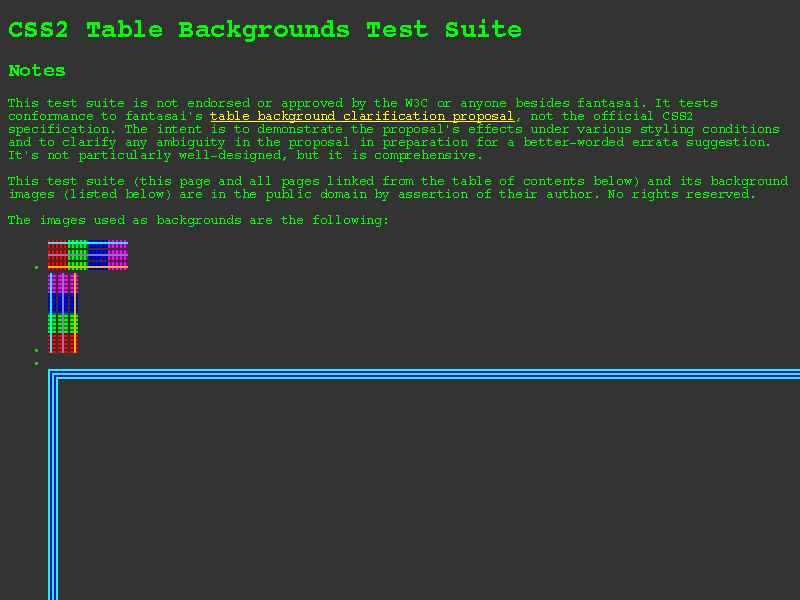 CSS2 Table Backgrounds Test Suite
Notes
This test suite is not endorsed or approved by the W3C or anyone besides fantasai. It tests
conformance to fantasai's table background clarification proposal, not the official CSS2
specification. The intent is to demonstrate the proposal's effects under various styling conditions
and to clarify any ambiguity in the proposal in preparation for a better-worded errata suggestion.
It's not particularly well-designed, but it is comprehensive.
This test suite (this page and all pages linked from the table of contents below) and its background
images (listed below) are in the public domain by assertion of their author. No rights reserved.
The images used as backgrounds are the following: